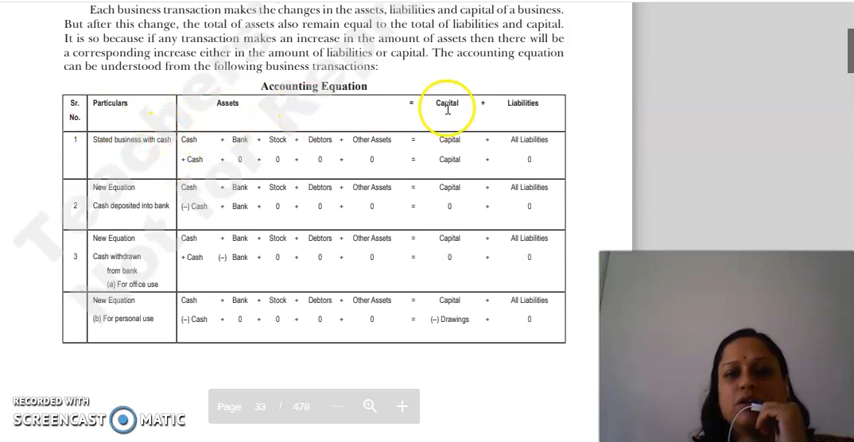 Each business transaction makes the changes in the assets, liabilities and capital of a business.
But after this change, the total of assets also remain equal to the total of liabilities and capital.
It is so because if any transaction makes an increase in the amount of assets then there will be
a corresponding increase either in the amount of liabilities or capital. The accounting equation
can be understood from the following business transactions:
Accounting Equation
Sr. No. Particulars Assets = Capital + Liabilities
1 Stated business with cash Cash + Bank + Stock + Debtors + Other Assets = Capital + All Liabilities
+ Cash + 0 + 0 + 0 + 0 = Capital + 0
New Equation Cash + Bank + Stock + Debtors + Other Assets = Capital + All Liabilities
2 Cash deposited into bank (–) Cash + Bank + 0 + 0 + 0 = 0 + 0
New Equation Cash + Bank + Stock + Debtors + Other Assets = Capital + All Liabilities
3 Cash withdrawn + Cash (–) Bank + 0 + 0 + 0 = 0 + 0
from bank
(a) For office use
New Equation Cash + Bank + Stock + Debtors + Other Assets = Capital + All Liabilities
(b) For personal use (–) Cash + 0 + 0 + 0 + 0 = (–) Drawings + 0
Page 33 / 478
RECORDED WITH
SCREENCAST MATIC